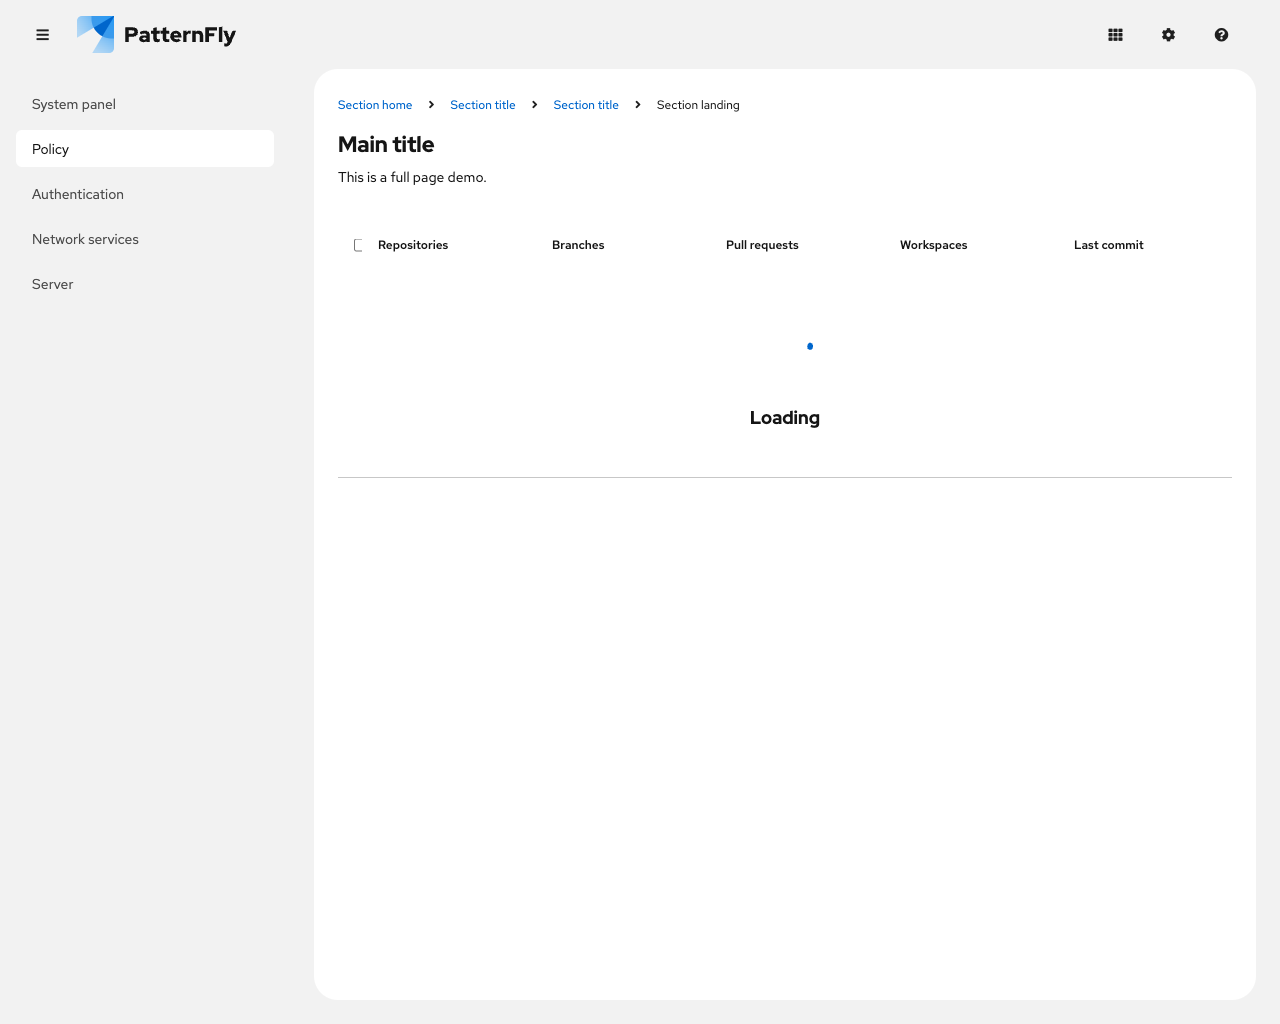 PatternFly
System panel
Policy
Authentication
Network services
Server
Section home
Section title
Section title
Section landing
Main title
This is a full page demo.
Repositories
Branches
Pull requests
Workspaces
Last commit
Loading